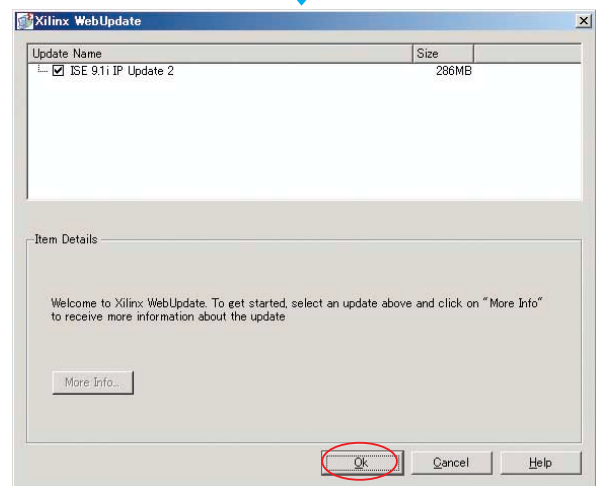 Xilinx WebUpdate
Update Name Size
ISE 9.1i IP Update 2 286MB
Item Details
Welcome to Xilinx WebUpdate. To get started, select an update above and click on "More Info"
to receive more information about the update
More Info...
Ok Cancel Help